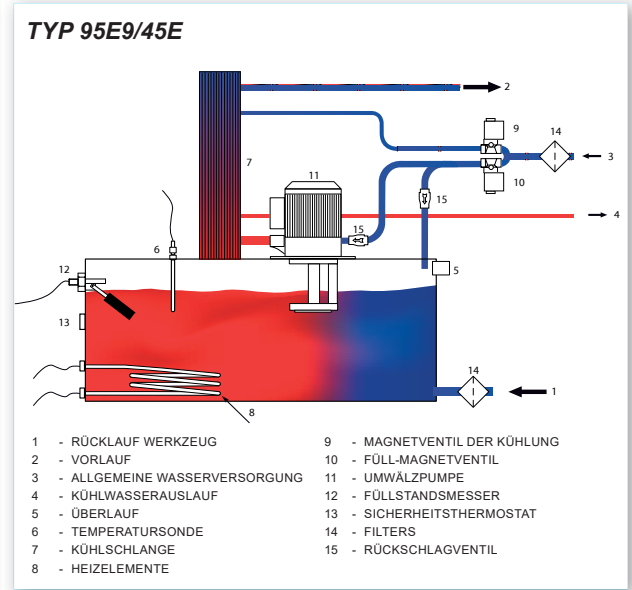 TYP 95E9/45E
2
9
14
3
11
7
10
15
15
4
6
12
5
13
14
1
8
1 - RÜCKLAUF WERKZEUG
2 - VORLAUF
3 - ALLGEMEINE WASSERVERSORGUNG
4 - KÜHLWASSERAUSLAUF
5 - ÜBERLAUF
6 - TEMPERATURSONDE
7 - KÜHLSCHLANGE
8 - HEIZELEMENTE
9 - MAGNETVENTIL DER KÜHLUNG
10 - FÜLL-MAGNETVENTIL
11 - UMWÄLZPUMPE
12 - FÜLLSTANDSMESSER
13 - SICHERHEITSTHERMOSTAT
14 - FILTERS
15 - RÜCKSCHLAGVENTIL